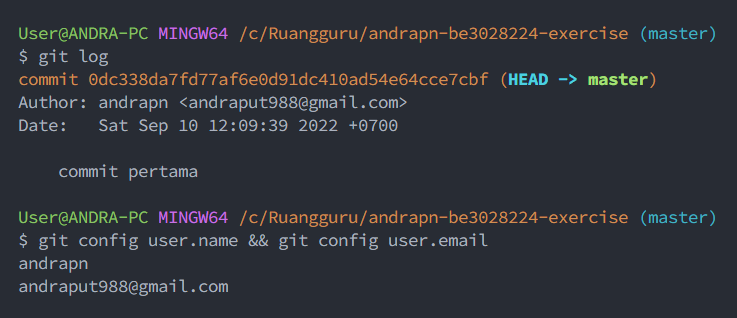 User@ANDRA-PC MINGW64 /c/Ruangguru/andrapn-be3028224-exercise (master)
$ git log
commit 0dc338da7fd77af6e0d91dc410ad54e64cce7cbf (HEAD -> master)
Author: andrapn <andraput988@gmail.com>
Date:   Sat Sep 10 12:09:39 2022 +0700
    commit pertama
User@ANDRA-PC MINGW64 /c/Ruangguru/andrapn-be3028224-exercise (master)
$ git config user.name && git config user.email
andrapn
andraput988@gmail.com